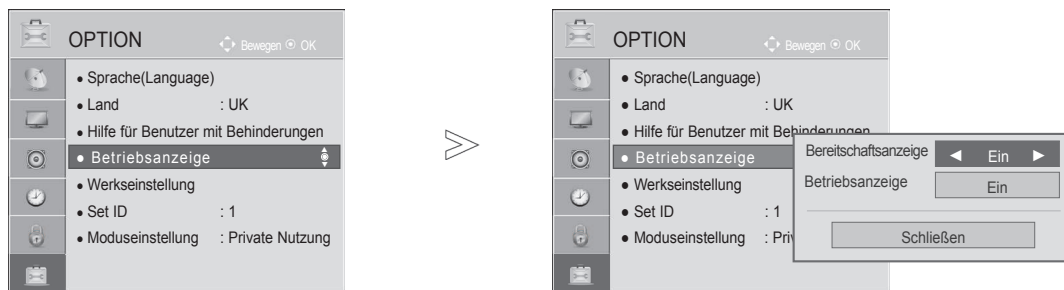 OPTION
Bewegen OK
• Sprache(Language)
• Land : UK
• Hilfe für Benutzer mit Behinderungen
• Betriebsanzeige
• Werkseinstellung
• Set ID : 1
• Moduseinstellung : Private Nutzung
OPTION
Bewegen OK
• Sprache(Language)
• Land : UK
• Hilfe für Benutzer mit Behinderungen
• Betriebsanzeige
• Werkseinstellung
• Set ID : 1
• Moduseinstellung : Priv
Bereitschaftsanzeige ◀ Ein ▶
Betriebsanzeige Ein
Schließen